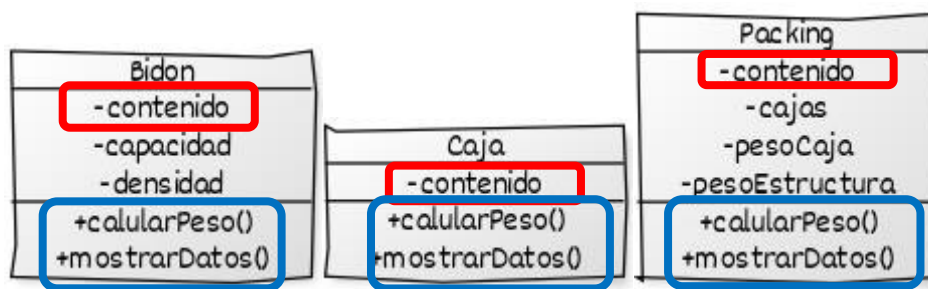 Bidon
-contenido
-capacidad
-densidad
+calularPeso()
+mostrarDatos()
Caja
-contenido
+calularPeso()
+mostrarDatos()
Packing
-contenido
-cajas
-pesoCaja
-pesoEstructura
+calularPeso()
+mostrarDatos()